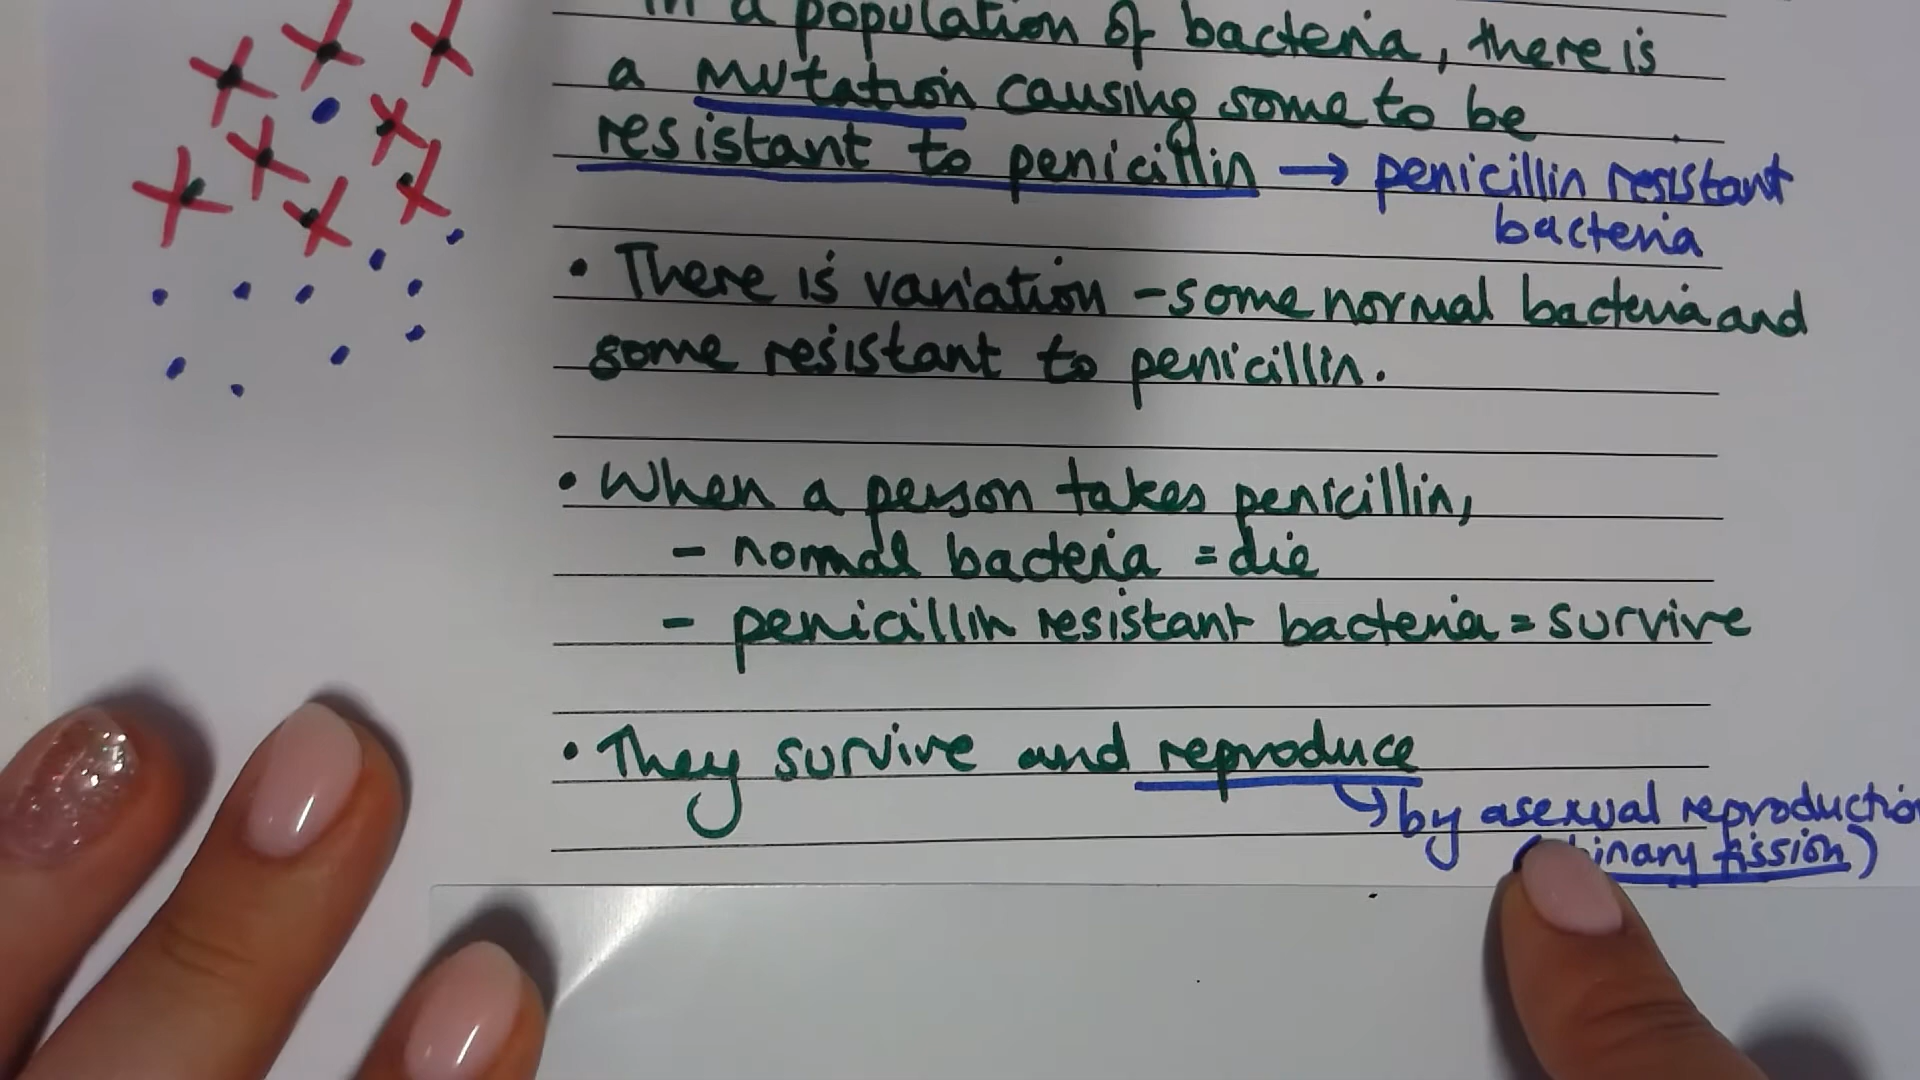 in a population of bacteria, there is
a mutation causing some to be
resistant to penicillin → penicillin resistant
bacteria
• There is variation - some normal bacteria and
some resistant to penicillin.
• When a person takes penicillin,
- normal bacteria = die
- penicillin resistant bacteria = survive
• They survive and reproduce
↳ by asexual reproductio
(binary fission)